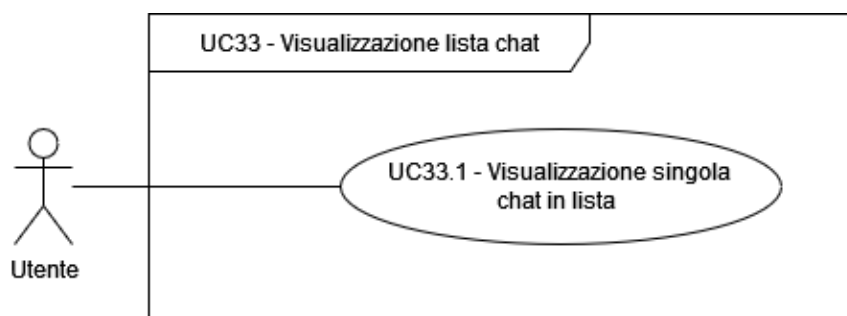 UC33 - Visualizzazione lista chat
UC33.1 - Visualizzazione singola
chat in lista
Utente